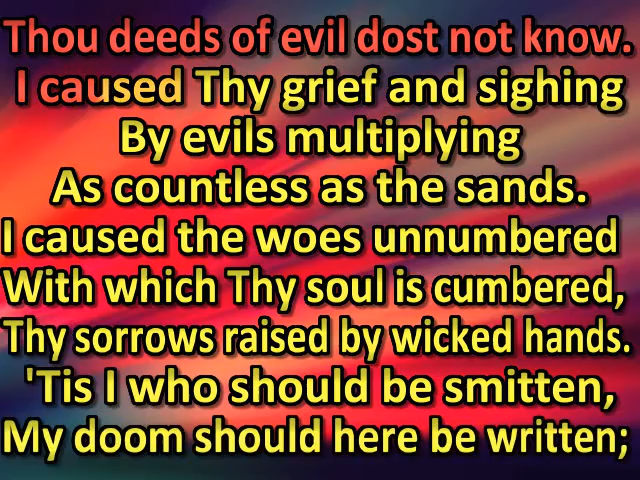 Thou deeds of evil dost not know.
I caused Thy grief and sighing
By evils multiplying
As countless as the sands.
I caused the woes unnumbered
With which Thy soul is cumbered,
Thy sorrows raised by wicked hands.
'Tis I who should be smitten,
My doom should here be written;